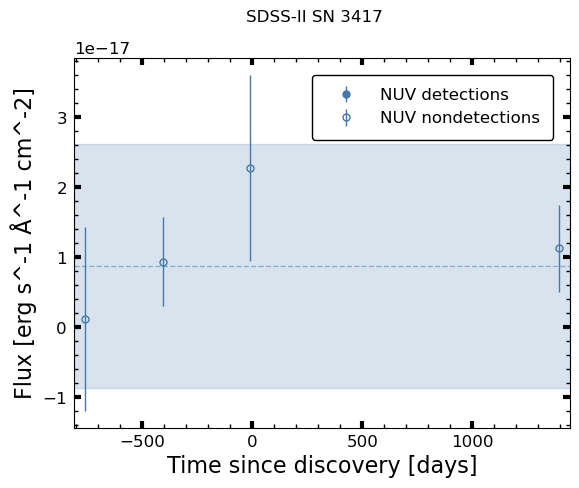 SDSS-II SN 3417
1e−17
3
2
1
0
−1
Flux [erg s^-1 Å^-1 cm^-2]
NUV detections
NUV nondetections
−500
0
500
1000
Time since discovery [days]